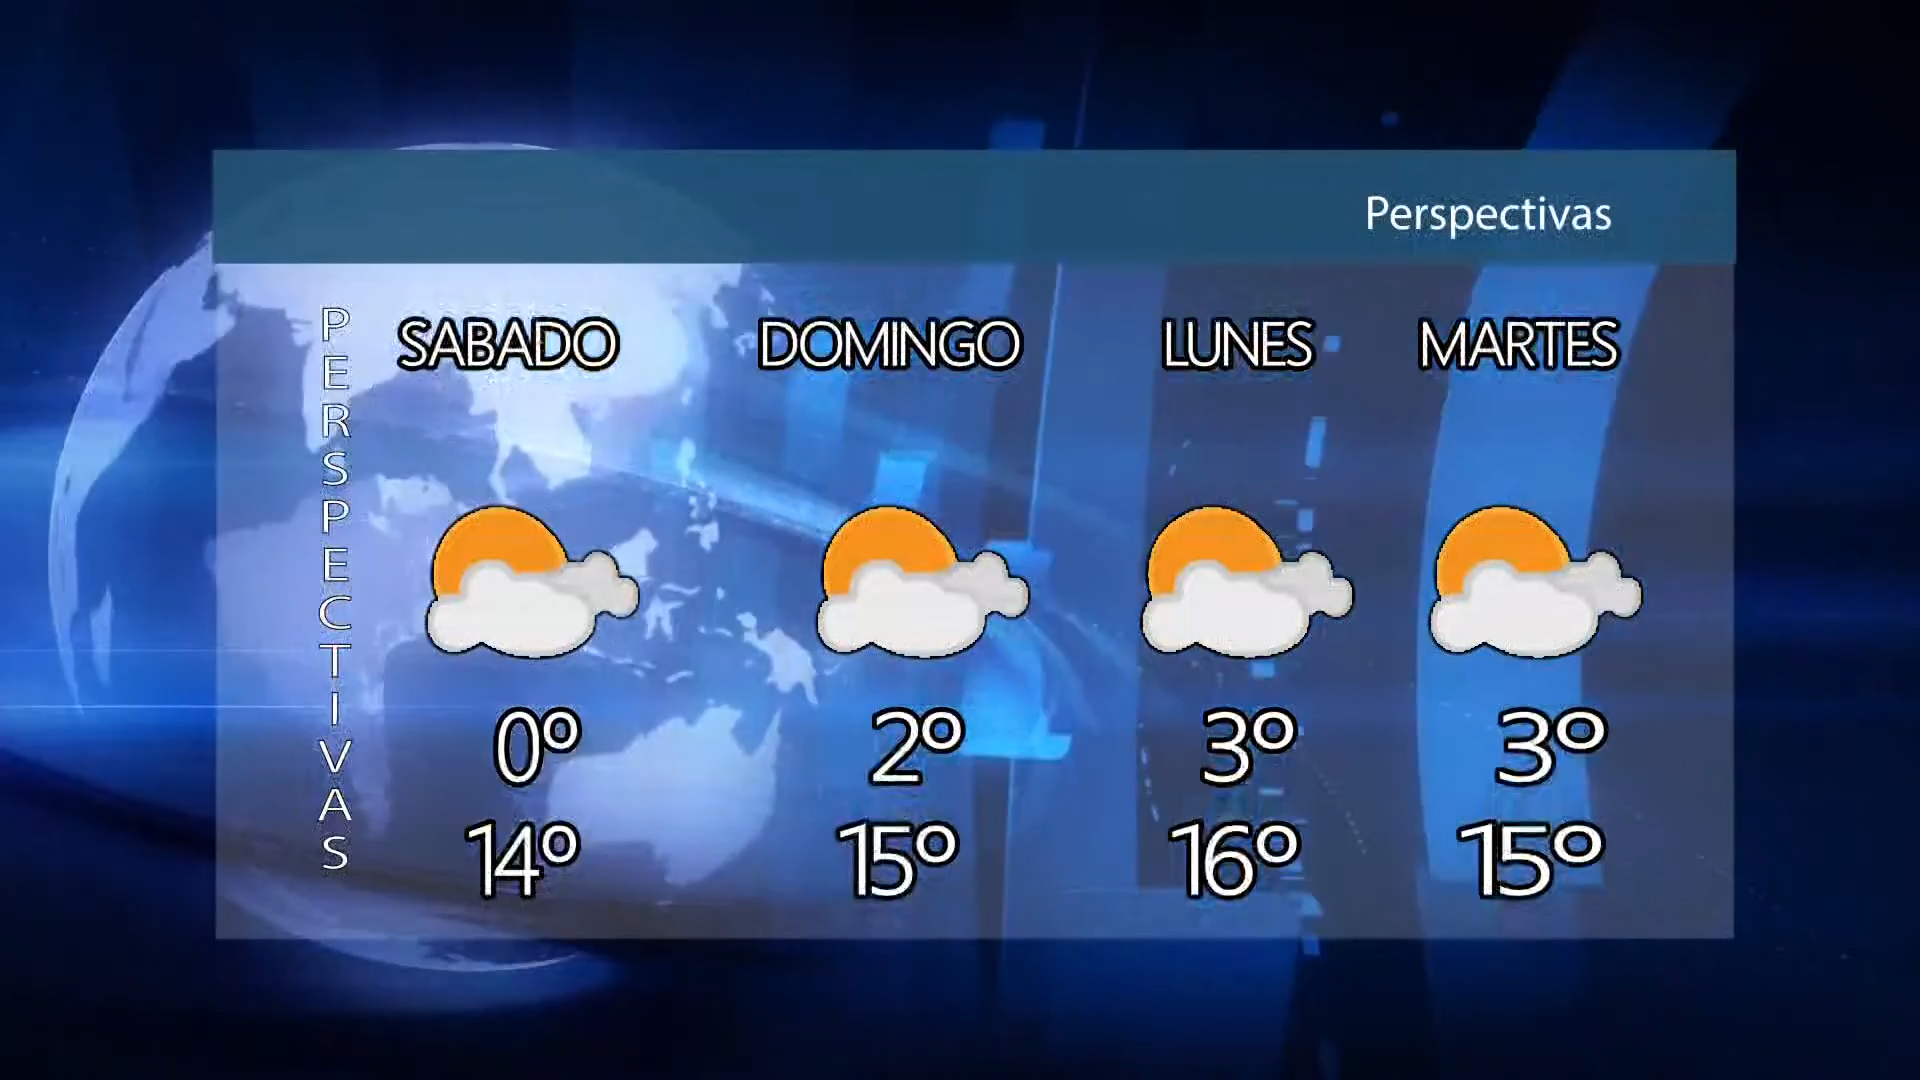 Perspectivas
PERSPECTIVAS
SABADO DOMINGO LUNES MARTES
0º 2º 3º 3º
14º 15º 16º 15º